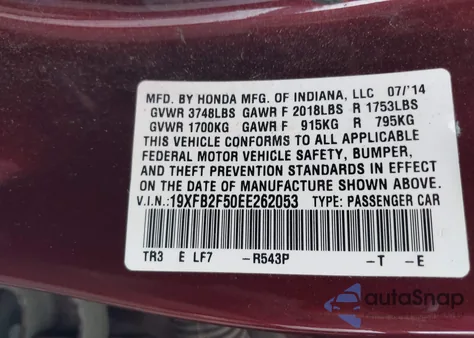 MFD. BY HONDA MFG. OF INDIANA, LLC 07/'14
GVWR 3748LBS GAWR F 2018LBS R 1753LBS
GVWR 1700KG GAWR F 915KG R 795KG
THIS VEHICLE CONFORMS TO ALL APPLICABLE
FEDERAL MOTOR VEHICLE SAFETY, BUMPER,
AND THEFT PREVENTION STANDARDS IN EFFECT
ON THE DATE OF MANUFACTURE SHOWN ABOVE.
V.I.N.:19XFB2F50EE262053 TYPE: PASSENGER CAR
TR3 E LF7 -R543P -T -E
autoSnap